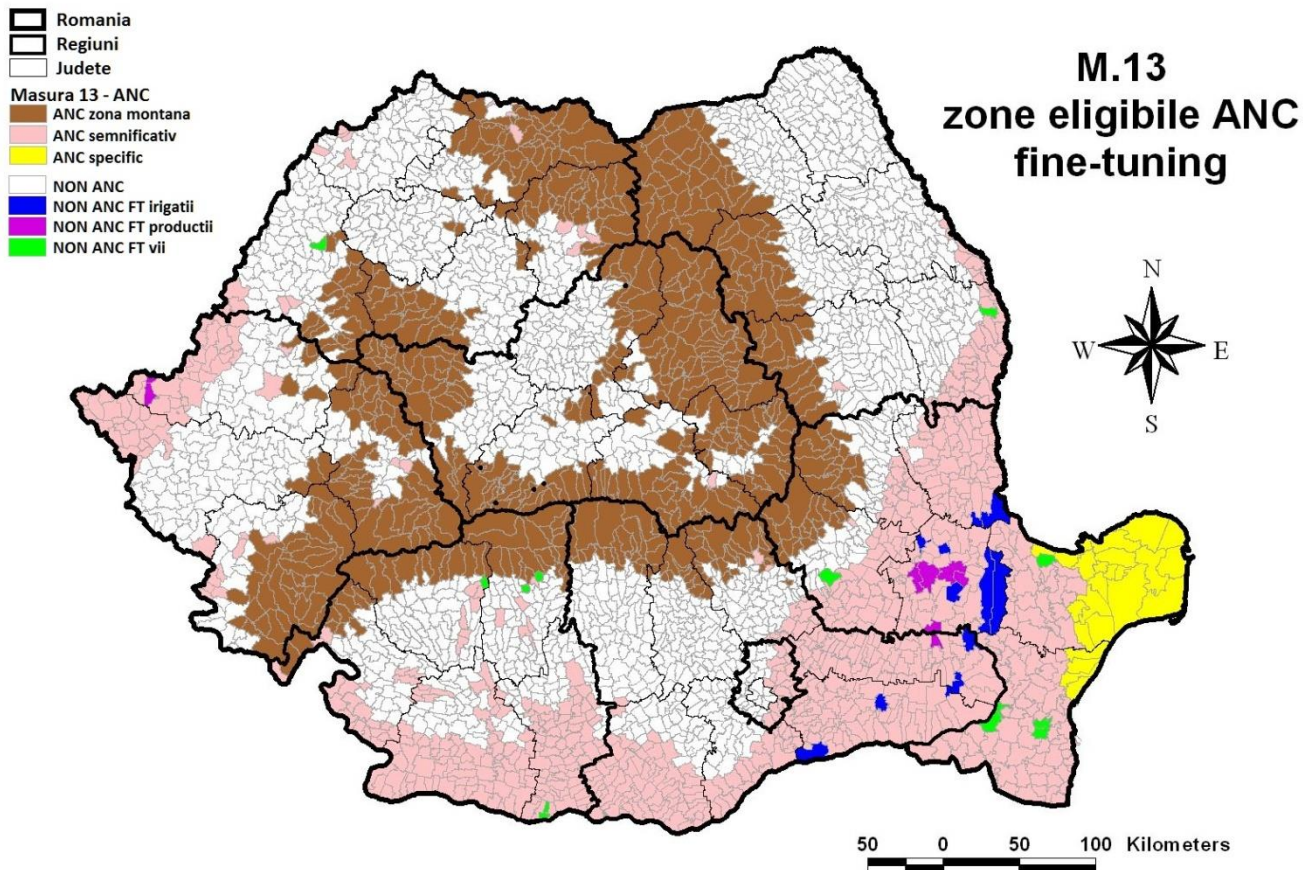 Romania
Regiuni
Judete
Masura 13 - ANC
ANC zona montana
ANC semnificativ
ANC specific
NON ANC
NON ANC FT irigatii
NON ANC FT productii
NON ANC FT vii
M.13
zone eligibile ANC
fine-tuning
N
W E
S
50 0 50 100 Kilometers